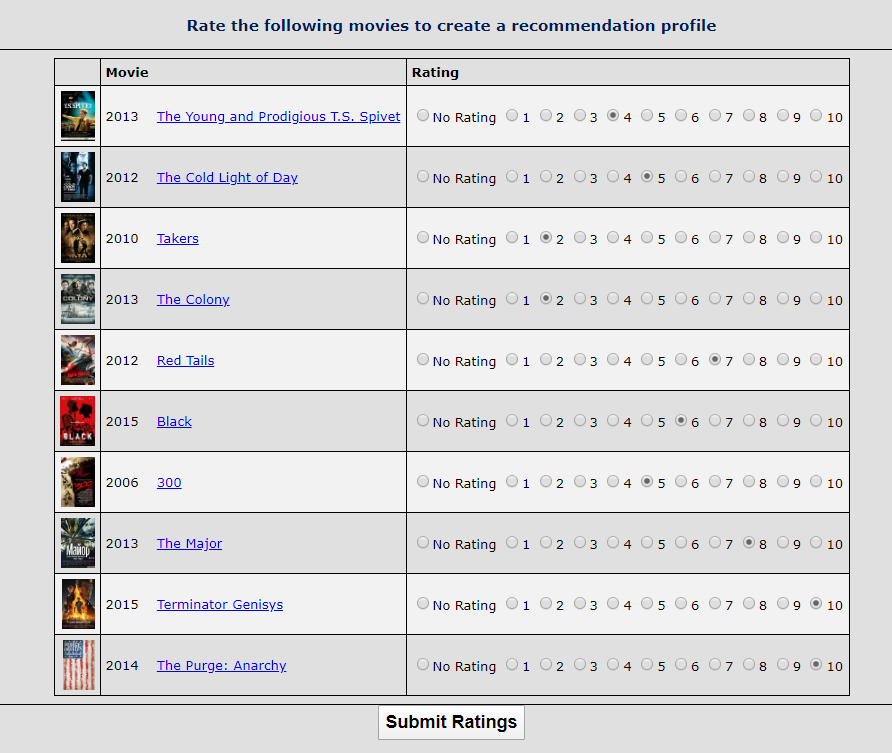 Rate the following movies to create a recommendation profile
Movie Rating
2013 The Young and Prodigious T.S. Spivet No Rating 1 2 3 4 5 6 7 8 9 10
2012 The Cold Light of Day No Rating 1 2 3 4 5 6 7 8 9 10
2010 Takers No Rating 1 2 3 4 5 6 7 8 9 10
2013 The Colony No Rating 1 2 3 4 5 6 7 8 9 10
2012 Red Tails No Rating 1 2 3 4 5 6 7 8 9 10
BLACK 2015 Black No Rating 1 2 3 4 5 6 7 8 9 10
2006 300 No Rating 1 2 3 4 5 6 7 8 9 10
Майор 2013 The Major No Rating 1 2 3 4 5 6 7 8 9 10
2015 Terminator Genisys No Rating 1 2 3 4 5 6 7 8 9 10
2014 The Purge: Anarchy No Rating 1 2 3 4 5 6 7 8 9 10
Submit Ratings